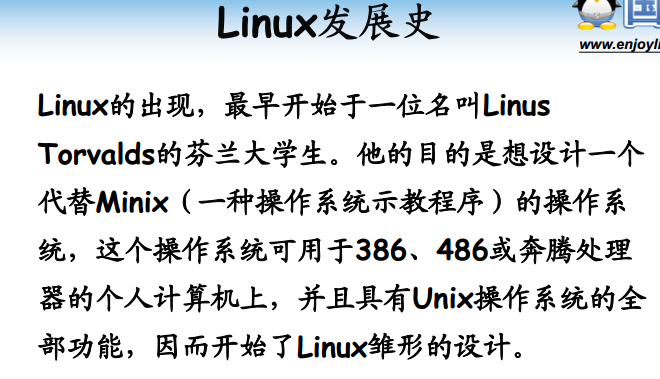 Linux发展史
国
www.enjoyli
Linux的出现，最早开始于一位名叫Linus
Torvalds的芬兰大学生。他的目的是想设计一个
代替Minix（一种操作系统示教程序）的操作系
统，这个操作系统可用于386、486或奔腾处理
器的个人计算机上，并且具有Unix操作系统的全
部功能，因而开始了Linux雏形的设计。